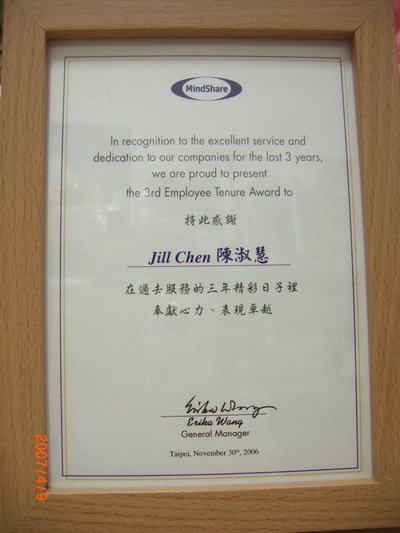 MindShare
In recognition to the excellent service and
dedication to our companies for the last 3 years,
we are proud to present
the 3rd Employee Tenure Award to
特此感謝
Jill Chen 陳淑慧
在過去服務的三年精彩日子裡
奉獻心力、表現卓越
Erika Wang
Erika Wang
General Manager
Taipei, November 30th, 2006
2007/4/9